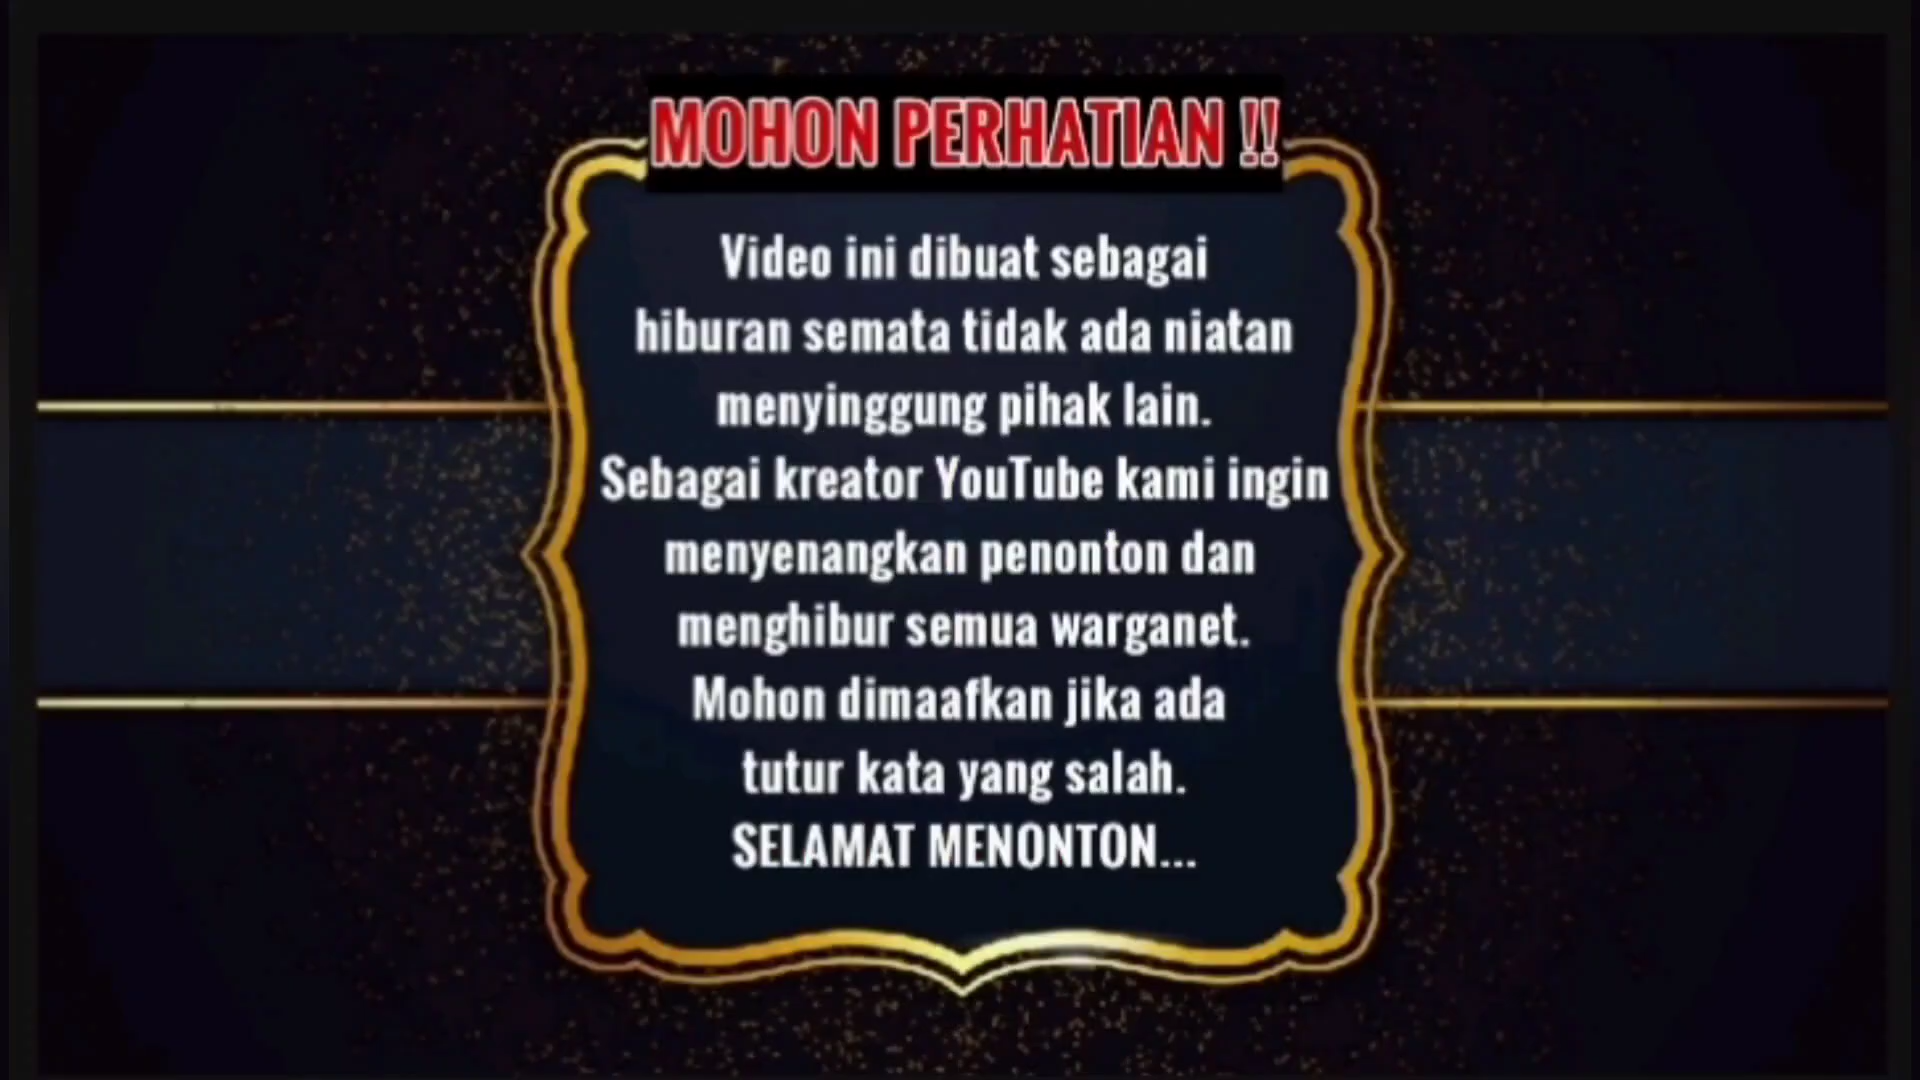 MOHON PERHATIAN !!
Video ini dibuat sebagai
hiburan semata tidak ada niatan
menyinggung pihak lain.
Sebagai kreator YouTube kami ingin
menyenangkan penonton dan
menghibur semua warganet.
Mohon dimaafkan jika ada
tutur kata yang salah.
SELAMAT MENONTON...